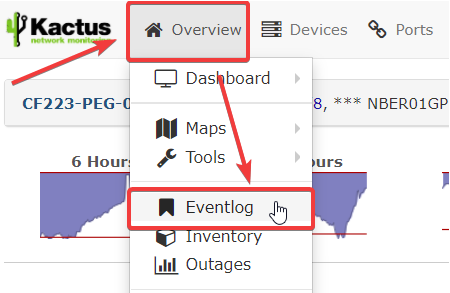 Kactus
network monitoring
Overview
Devices
Ports
Dashboard
CF223-PEG-
8, *** NBER01GP
Maps
6 Hours
Tools
ours
Eventlog
Inventory
Outages